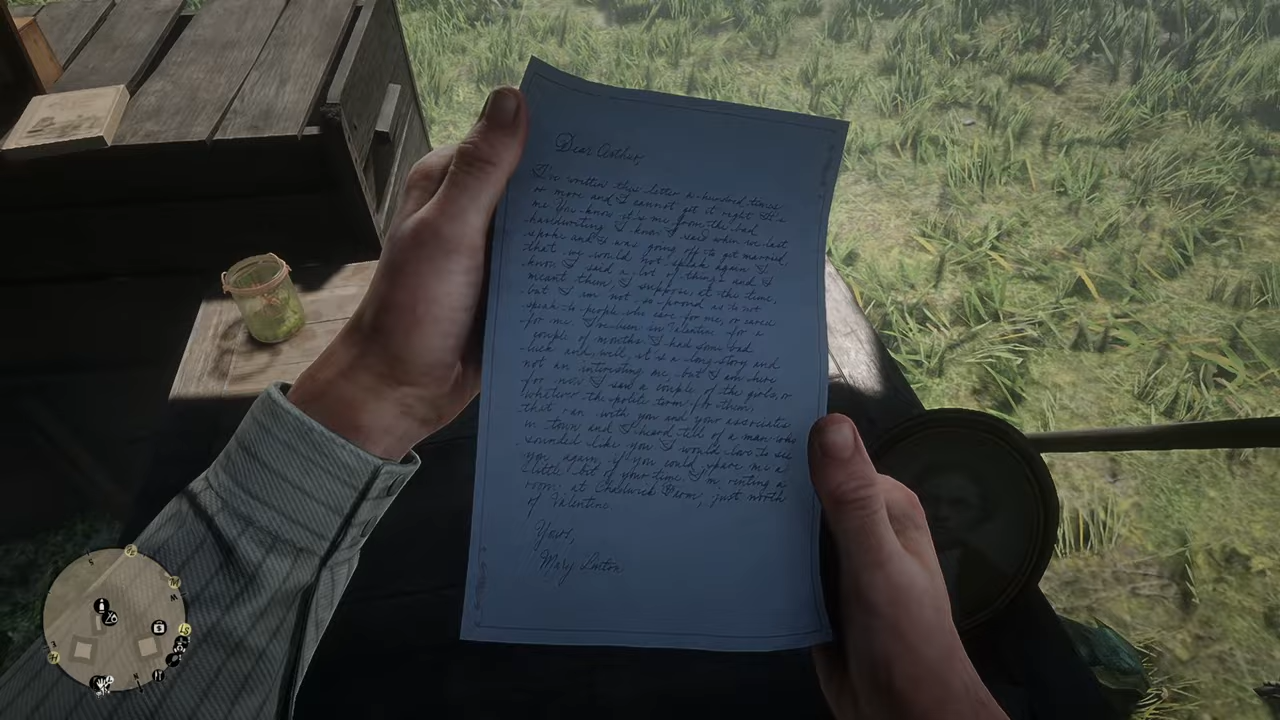 Dear Arthur,
I've written this letter a hundred times
or more and I cannot get it right It's
me You know it is me from the bad
handwriting I know I said when we last
spoke and I was going off to get married,
that we would not speak again I
know I said a lot of things and I
meant them, I suppose, at the time,
but I am not so proud as to not
speak to people who care for me, or cared
for me I've been in Valentine for a
couple of months I had some bad
luck and, well, it is a long story and
not an interesting one, but I am here
for now I saw a couple of the girls, or
whatever the polite term for them,
that ran with you and your associates
in town and I heard tell of a man who
sounded like you I would love to see
you again, if you could spare me a
little bit of your time. I'm renting a
room at Chadwick Farm, just north
of Valentine
Yours,
Mary Linton